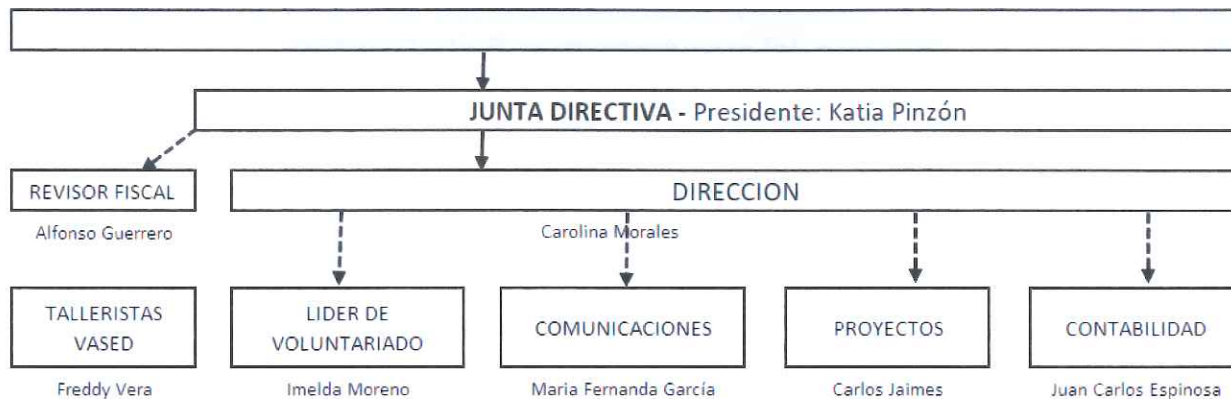 JUNTA DIRECTIVA - Presidente: Katia Pinzón
REVISOR FISCAL
DIRECCION
Alfonso Guerrero
Carolina Morales
TALLERISTAS
VASED
LIDER DE
VOLUNTARIADO
COMUNICACIONES
PROYECTOS
CONTABILIDAD
Freddy Vera
Imelda Moreno
Maria Fernanda García
Carlos Jaimes
Juan Carlos Espinosa